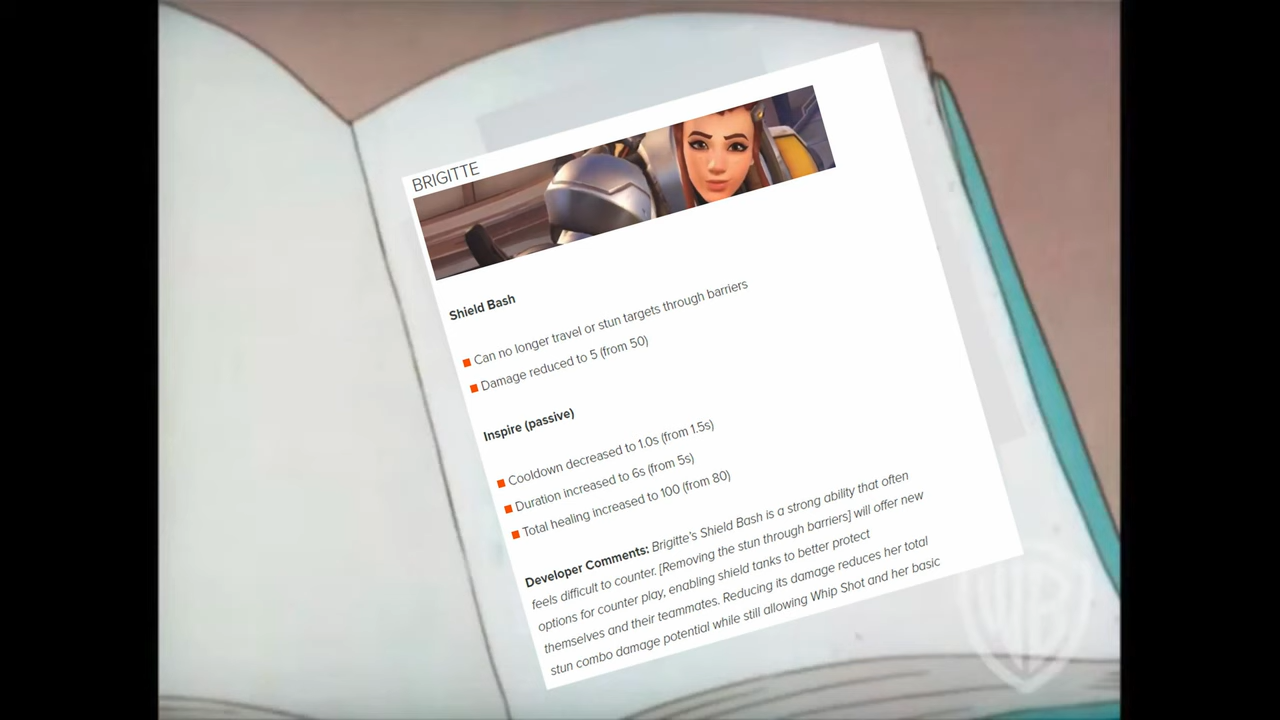 BRIGITTE
Shield Bash
Can no longer travel or stun targets through barriers
Damage reduced to 5 (from 50)
Inspire (passive)
Cooldown decreased to 1.0s (from 1.5s)
Duration increased to 6s (from 5s)
Total healing increased to 100 (from 80)
Developer Comments: Brigitte's Shield Bash is a strong ability that often
feels difficult to counter. [Removing the stun through barriers] will offer new
options for counter play, enabling shield tanks to better protect
themselves and their teammates. Reducing its damage reduces her total
stun combo damage potential while still allowing Whip Shot and her basic
WB